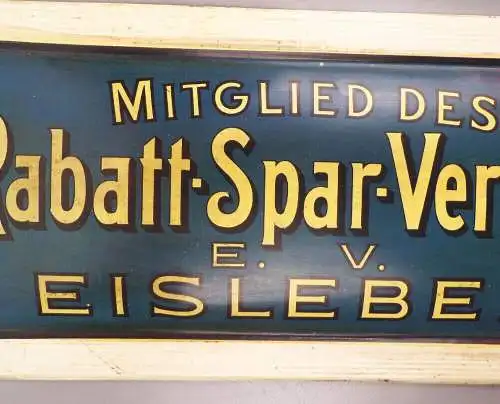 MITGLIED DES
Rabatt-Spar-Ver
E. V.
EISLEBE